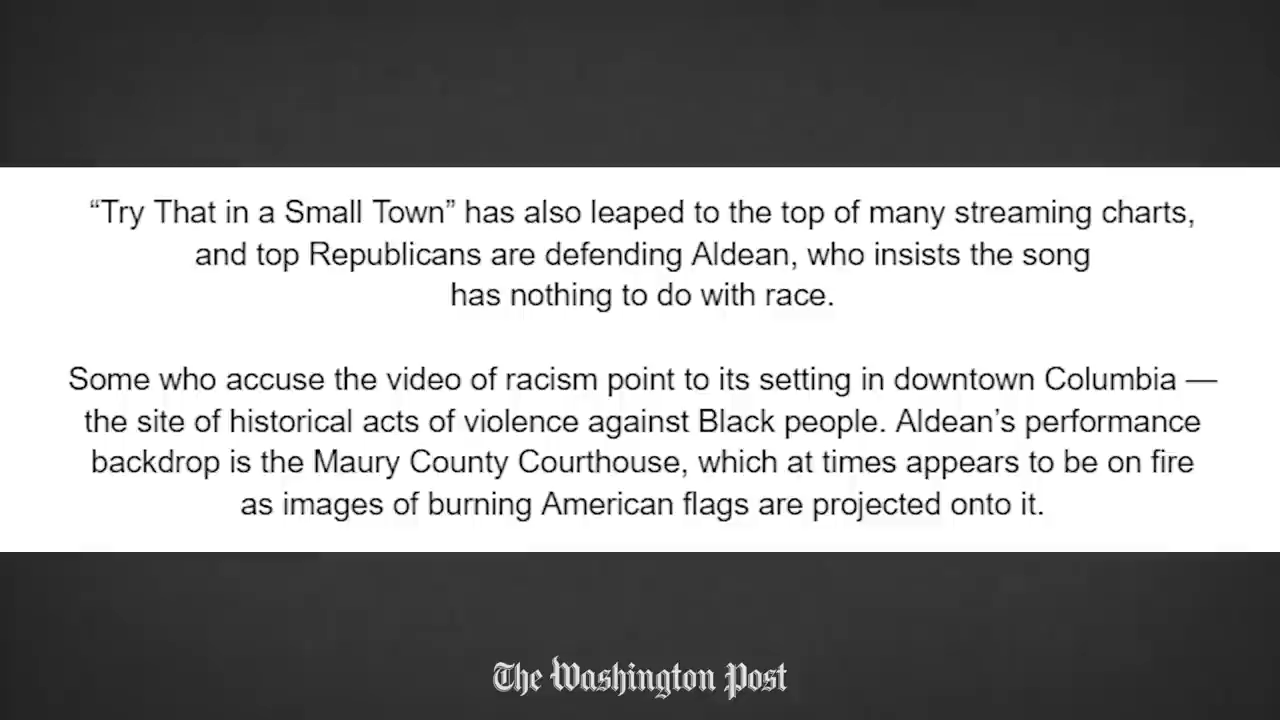 “Try That in a Small Town” has also leaped to the top of many streaming charts,
and top Republicans are defending Aldean, who insists the song
has nothing to do with race.
Some who accuse the video of racism point to its setting in downtown Columbia —
the site of historical acts of violence against Black people. Aldean’s performance
backdrop is the Maury County Courthouse, which at times appears to be on fire
as images of burning American flags are projected onto it.
The Washington Post